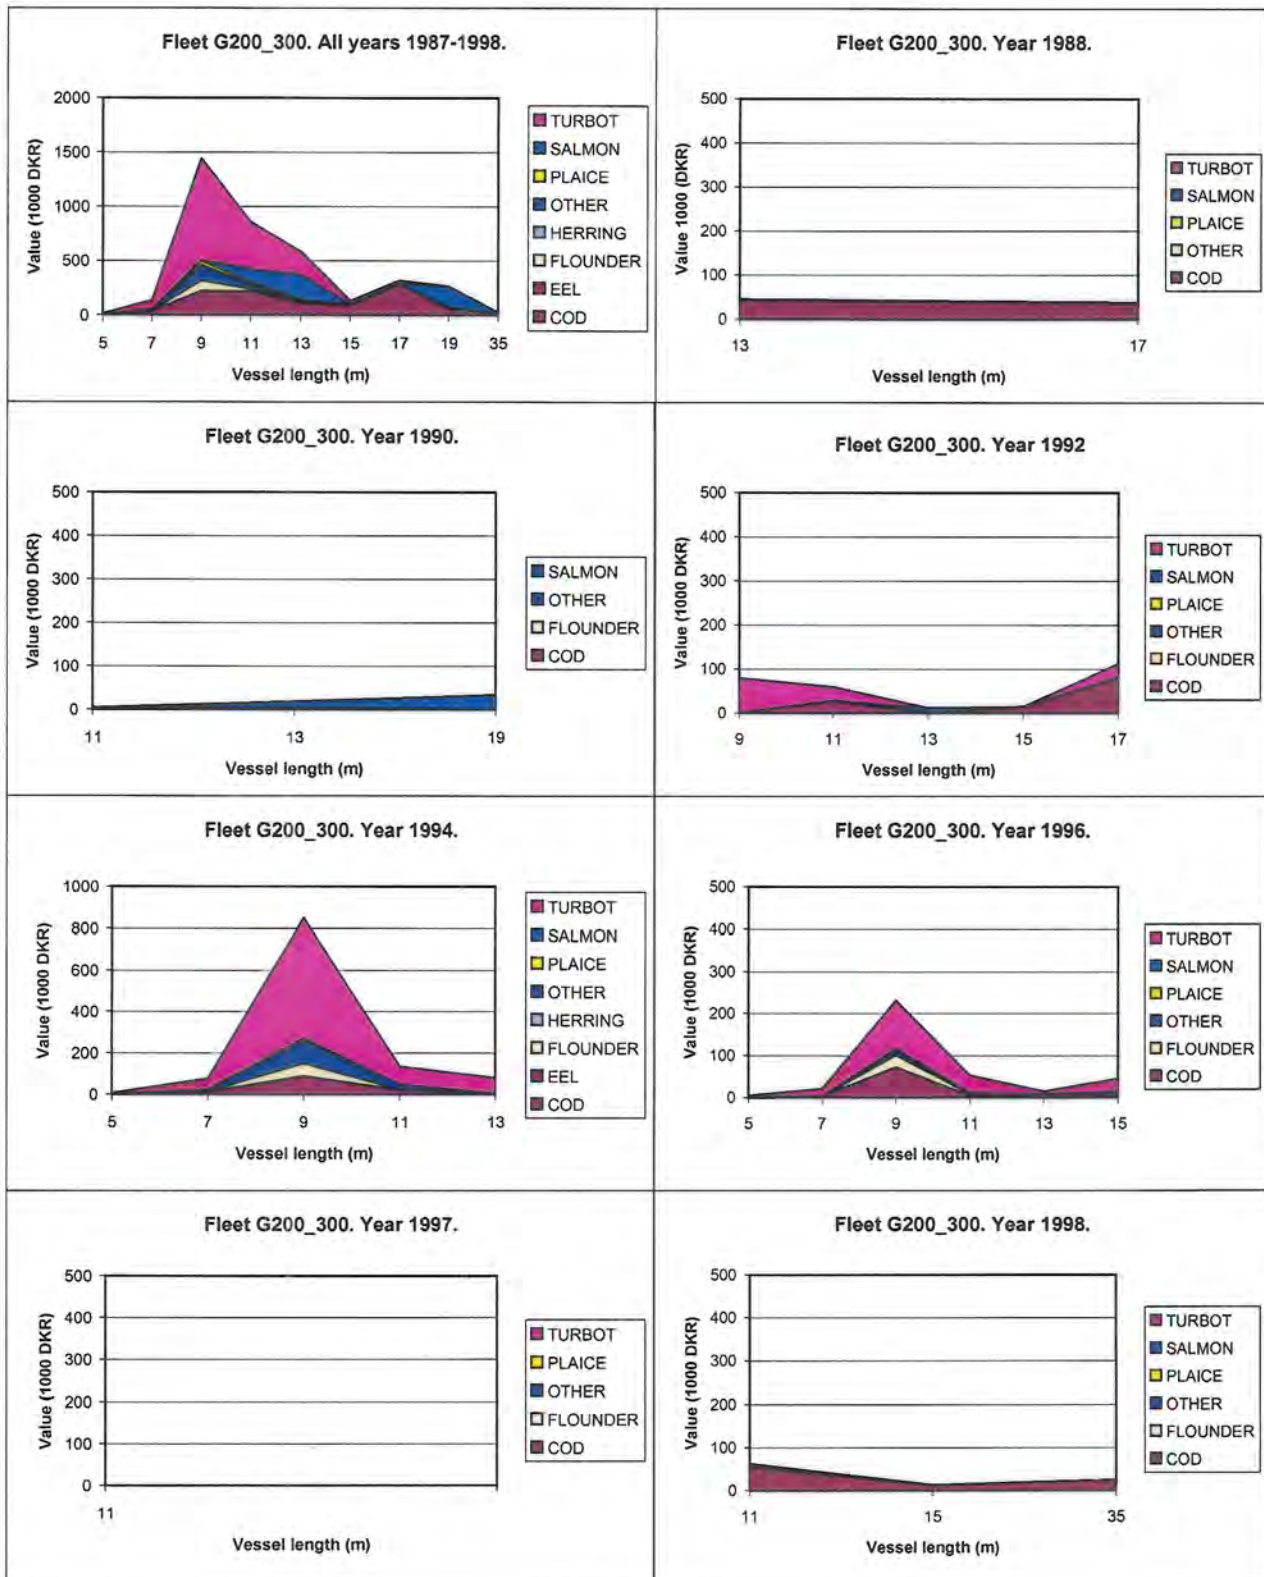 Fleet G200_300. All years 1987-1998.
Value (1000 DKR)
2000
1500
1000
500
0
5 7 9 11 13 15 17 19 35
Vessel length (m)
TURBOT
SALMON
PLAICE
OTHER
HERRING
FLOUNDER
EEL
COD
Fleet G200_300. Year 1988.
Value 1000 (DKR)
500
400
300
200
100
0
13 17
Vessel length (m)
TURBOT
SALMON
PLAICE
OTHER
COD
Fleet G200_300. Year 1990.
Value (1000 DKR)
500
400
300
200
100
0
11 13 19
Vessel length (m)
SALMON
OTHER
FLOUNDER
COD
Fleet G200_300. Year 1992
Value (1000 DKR)
500
400
300
200
100
0
9 11 13 15 17
Vessel length (m)
TURBOT
SALMON
PLAICE
OTHER
FLOUNDER
COD
Fleet G200_300. Year 1994.
Value (1000 DKR)
1000
800
600
400
200
0
5 7 9 11 13
Vessel length (m)
TURBOT
SALMON
PLAICE
OTHER
HERRING
FLOUNDER
EEL
COD
Fleet G200_300. Year 1996.
Value (1000 DKR)
500
400
300
200
100
0
5 7 9 11 13 15
Vessel length (m)
TURBOT
SALMON
PLAICE
OTHER
FLOUNDER
COD
Fleet G200_300. Year 1997.
Value (1000 DKR)
500
400
300
200
100
0
11
Vessel length (m)
TURBOT
PLAICE
OTHER
FLOUNDER
COD
Fleet G200_300. Year 1998.
Value (1000 DKR)
500
400
300
200
100
0
11 15 35
Vessel length (m)
TURBOT
SALMON
PLAICE
OTHER
FLOUNDER
COD